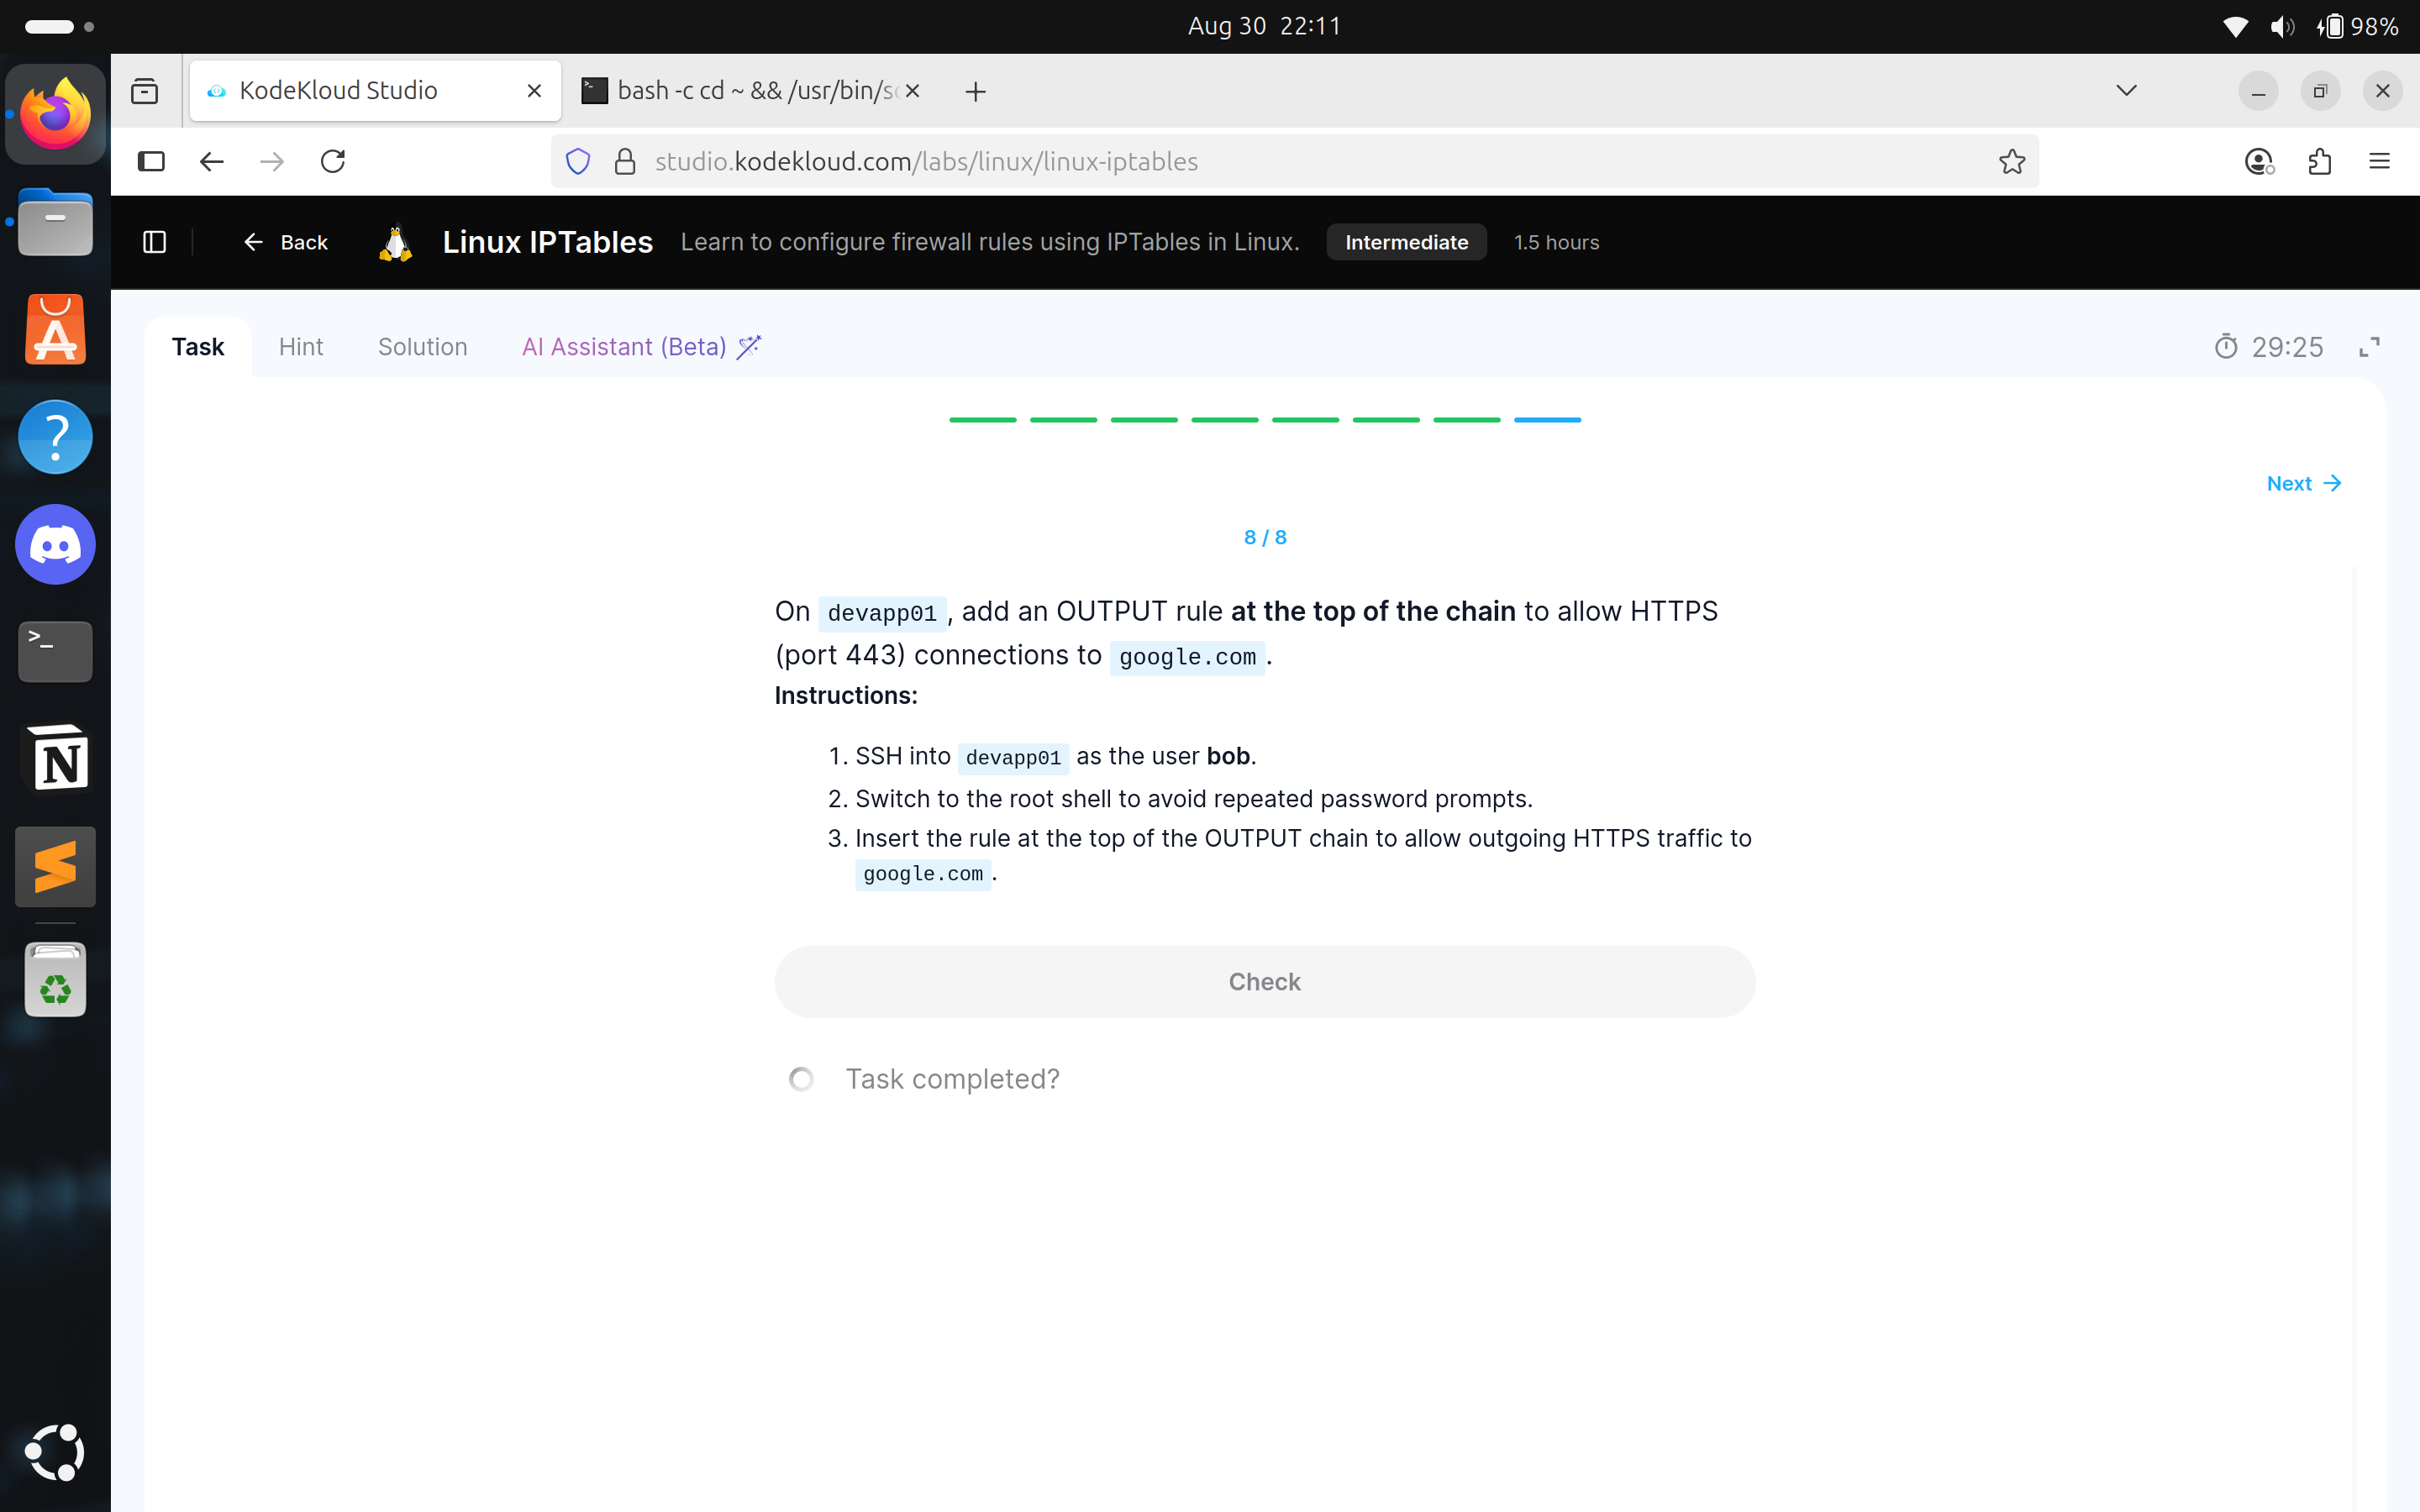 Aug 30 22:11
98%
KodeKloud Studio
bash -c cd ~ && /usr/bin/s
studio.kodekloud.com/labs/linux/linux-iptables
Back
Linux IPTables
Learn to configure firewall rules using IPTables in Linux.
Intermediate
1.5 hours
Task
Hint
Solution
AI Assistant (Beta)
29:25
Next →
8 / 8
On devapp01, add an OUTPUT rule at the top of the chain to allow HTTPS
(port 443) connections to google.com.
Instructions:
1. SSH into devapp01 as the user bob.
2. Switch to the root shell to avoid repeated password prompts.
3. Insert the rule at the top of the OUTPUT chain to allow outgoing HTTPS traffic to
google.com.
Check
Task completed?